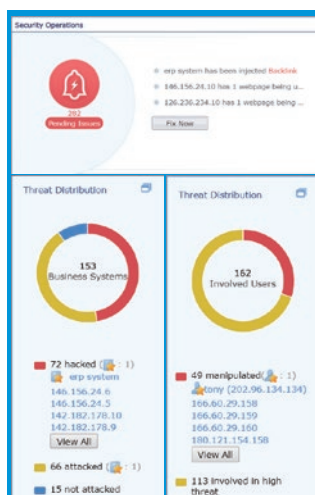 Security Operations
erp system has been injected Backlink
146.156.24.10 has 1 webpage being u...
126.236.234.10 has 1 webpage being ...
282
Pending Issues
Fix Now
Threat Distribution
153
Business Systems
72 hacked ( : 1)
erp system
146.156.24.6
146.156.24.5
142.182.178.10
142.182.178.9
View All
66 attacked ( : 1)
15 not attacked
Threat Distribution
162
Involved Users
49 manipulated( : 1)
tony (202.96.134.134)
166.60.29.158
166.60.29.159
166.60.29.160
180.121.154.158
View All
113 involved in high
threat